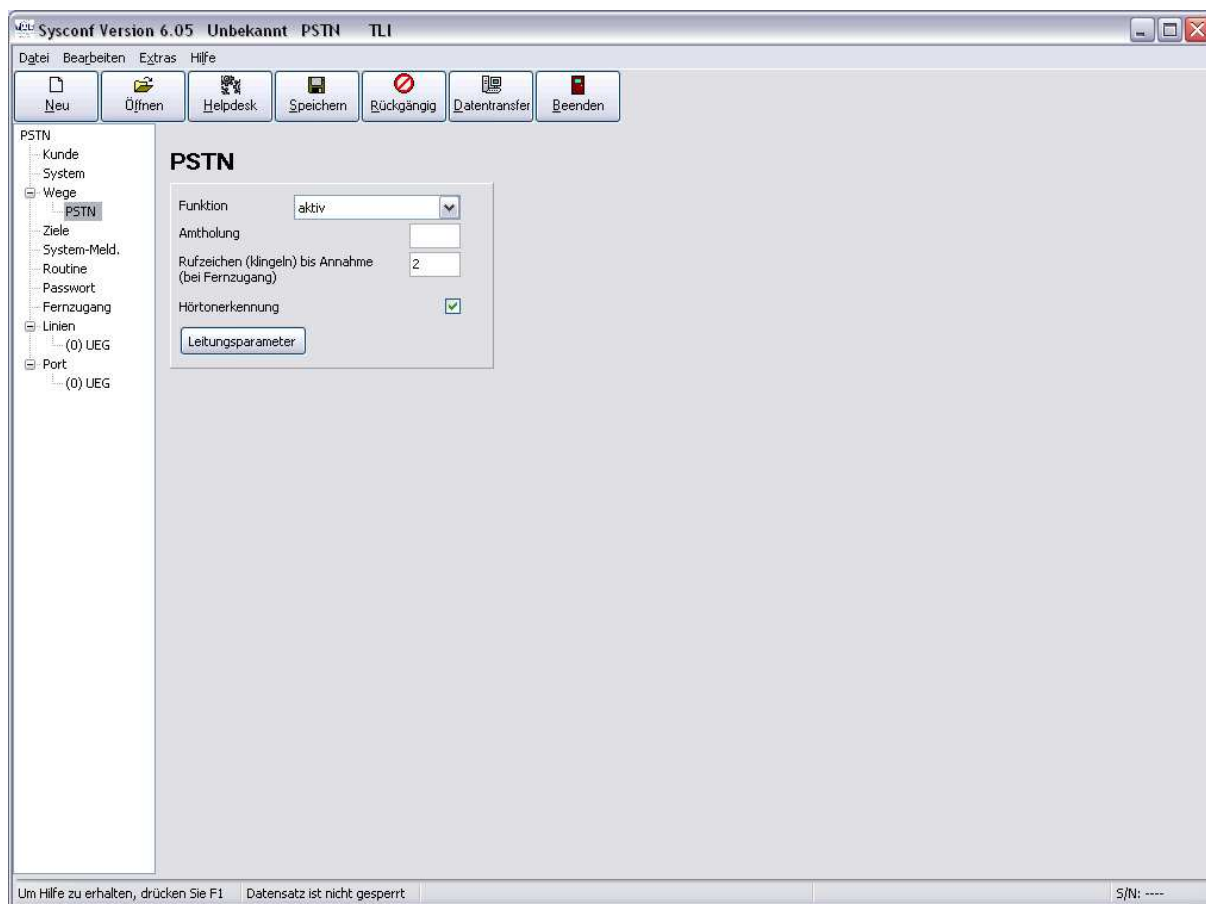 Sysconf Version 6.05 Unbekannt PSTN TLI
Datei Bearbeiten Extras Hilfe
Neu Öffnen Helpdesk Speichern Rückgängig Datentransfer Beenden
PSTN
Kunde
System
Wege
PSTN
Ziele
System-Meld.
Routine
Passwort
Fernzugang
Linien
(0) UEG
Port
(0) UEG
PSTN
Funktion aktiv
Amtholung
Rufzeichen (klingeln) bis Annahme 2
(bei Fernzugang)
Hörtonerkennung
Leitungsparameter
Um Hilfe zu erhalten, drücken Sie F1 Datensatz ist nicht gesperrt S/N: ----